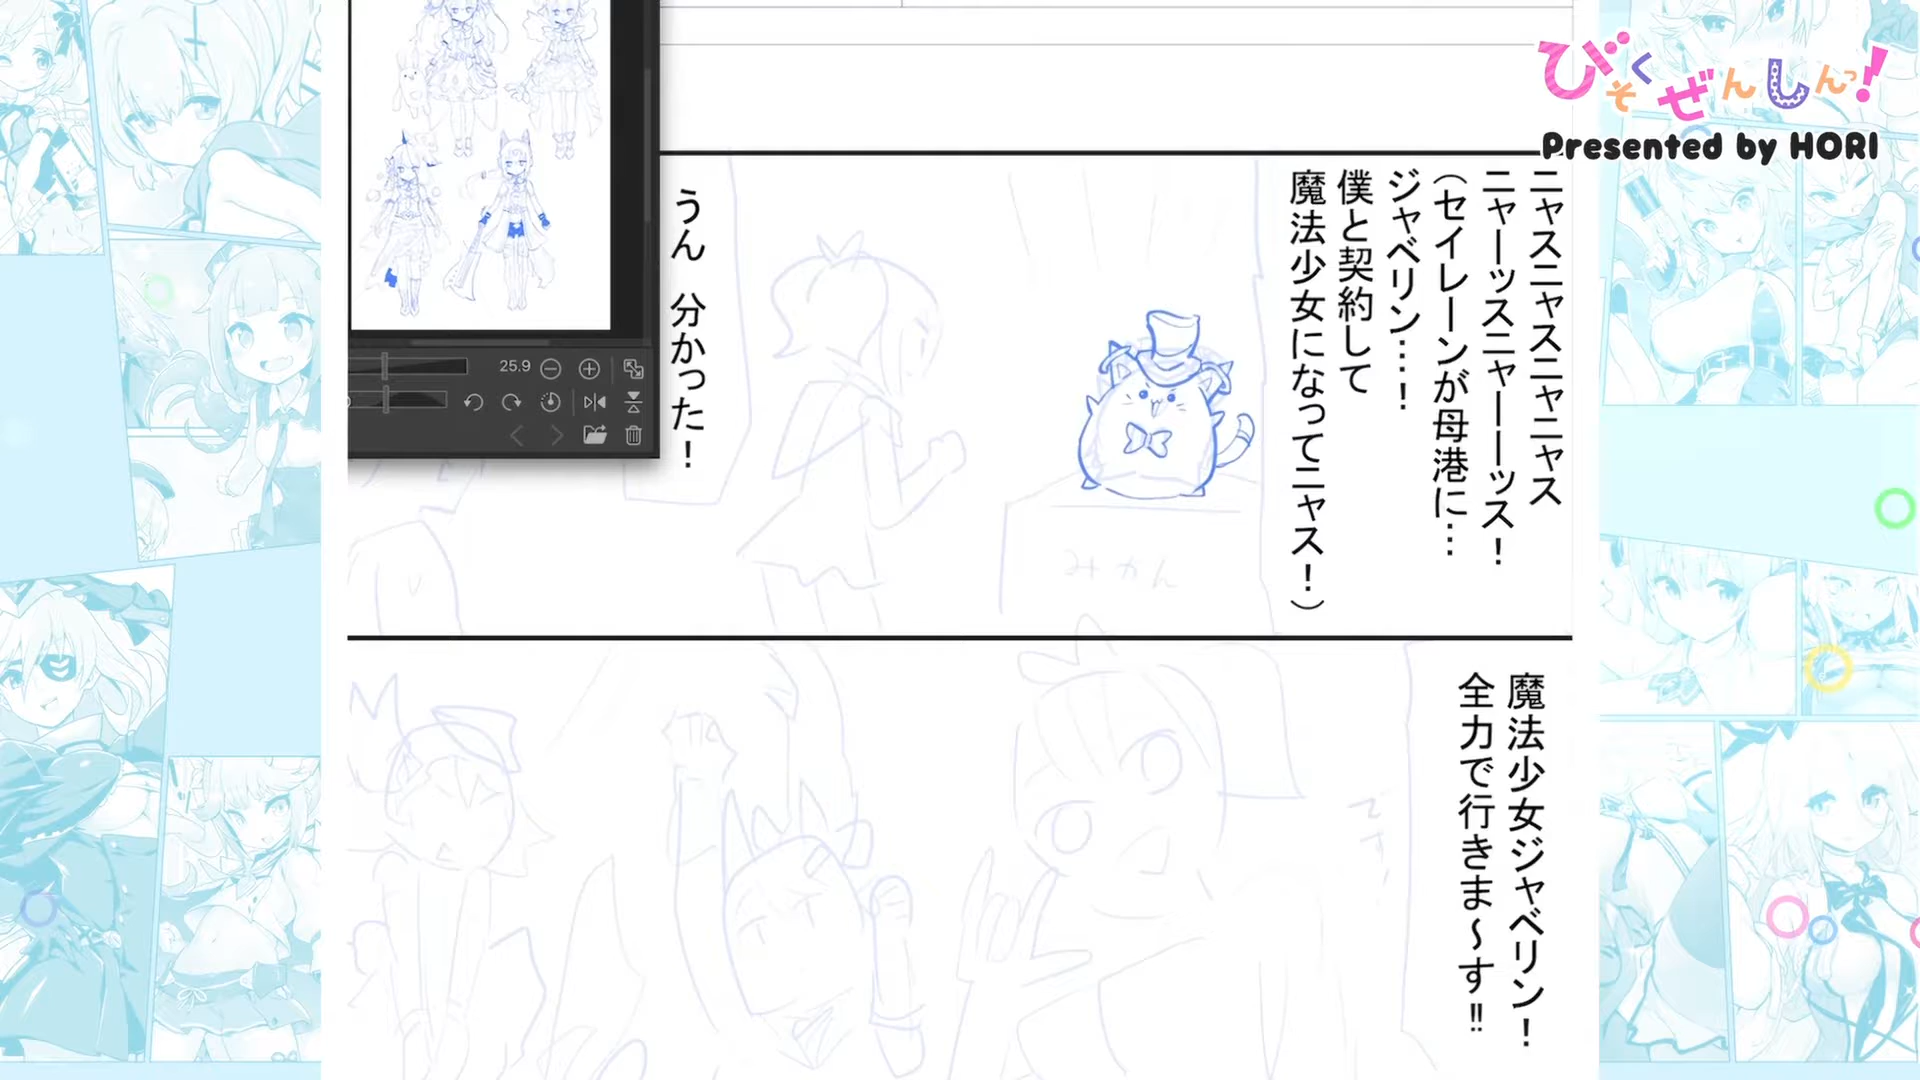 びそくぜんしんっ!
Presented by HORI
ニャスニャスニャニャス
ニャーッスニャーーッス!
(セイレーンが母港に…
ジャベリン…!
僕と契約して
魔法少女になってニャス!)
うん 分かった!
25.9
みかん
魔法少女ジャベリン!
全力で行きま～す!!